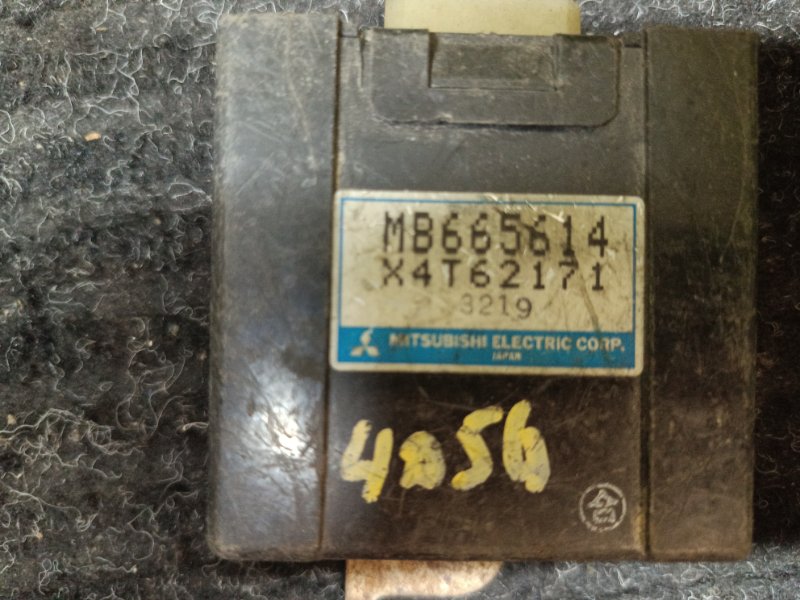 MB665614
X4T62171
3219
MITSUBISHI ELECTRIC CORP.
JAPAN
4056